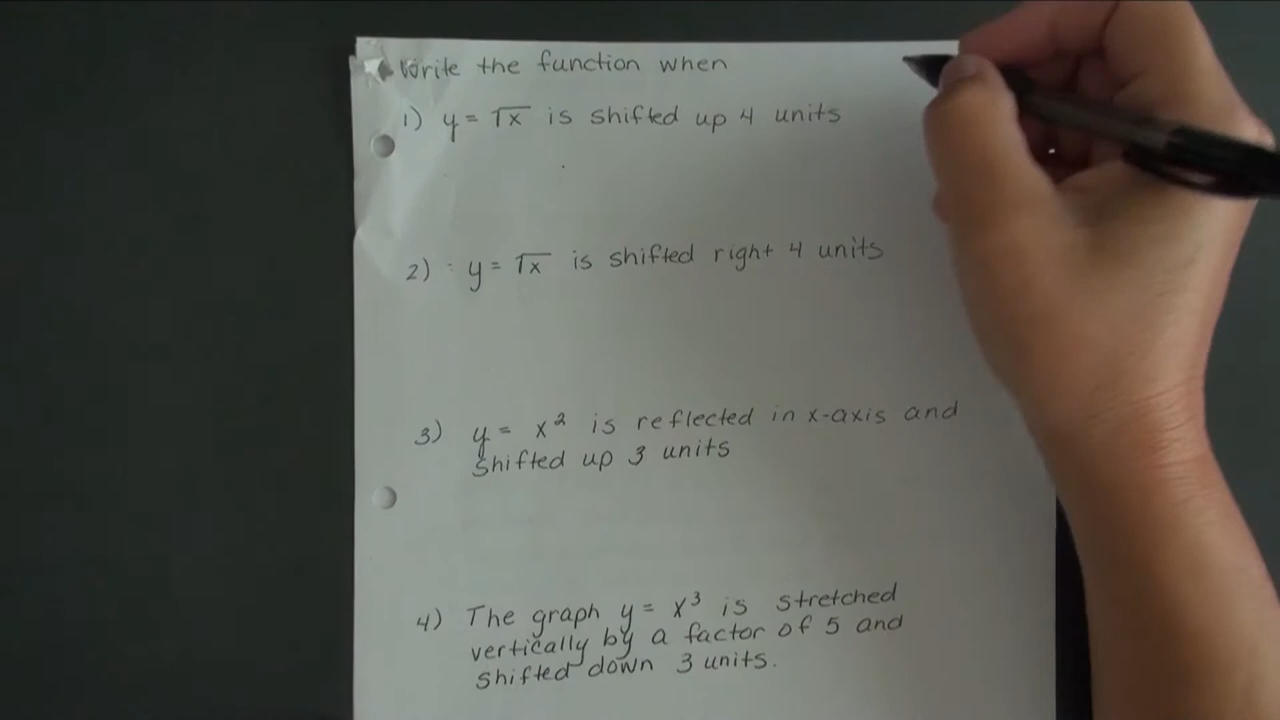 Write the function when
1) y = √x is shifted up 4 units
2) y = √x is shifted right 4 units
3) y = x² is reflected in x-axis and
shifted up 3 units
4) The graph y = x³ is stretched
vertically by a factor of 5 and
shifted down 3 units.